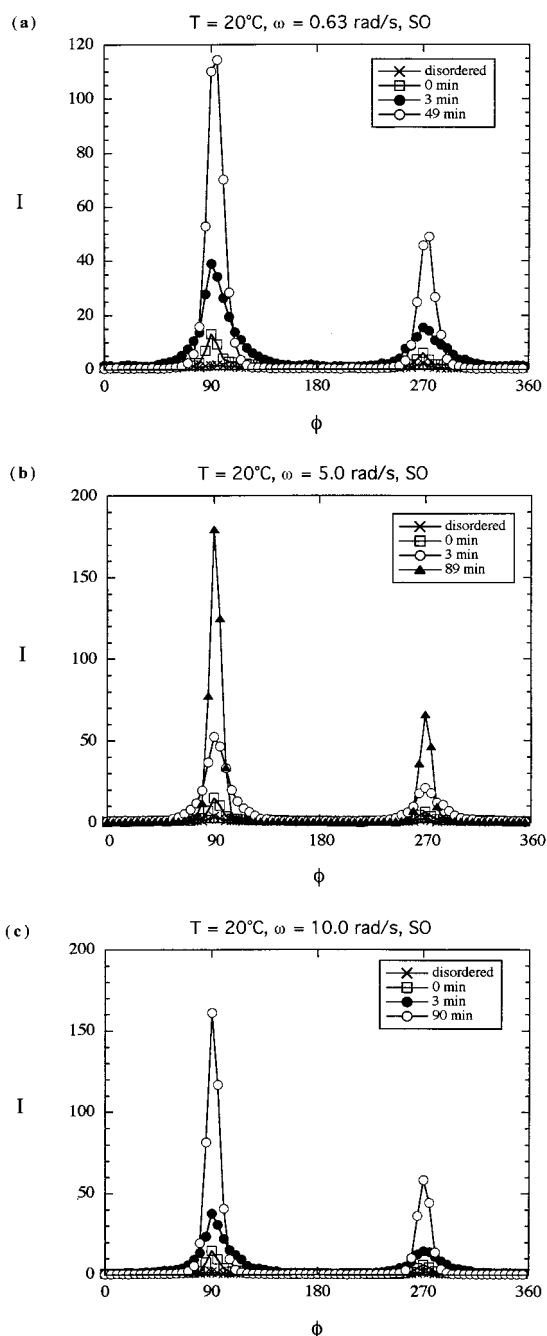 (a)
T = 20°C, ω = 0.63 rad/s, SO
120
100
80
60
40
20
0
I
disordered
0 min
3 min
49 min
0 90 180 270 360
ϕ
(b)
T = 20°C, ω = 5.0 rad/s, SO
200
150
100
50
0
I
disordered
0 min
3 min
89 min
0 90 180 270 360
ϕ
(c)
T = 20°C, ω = 10.0 rad/s, SO
200
150
100
50
0
I
disordered
0 min
3 min
90 min
0 90 180 270 360
ϕ